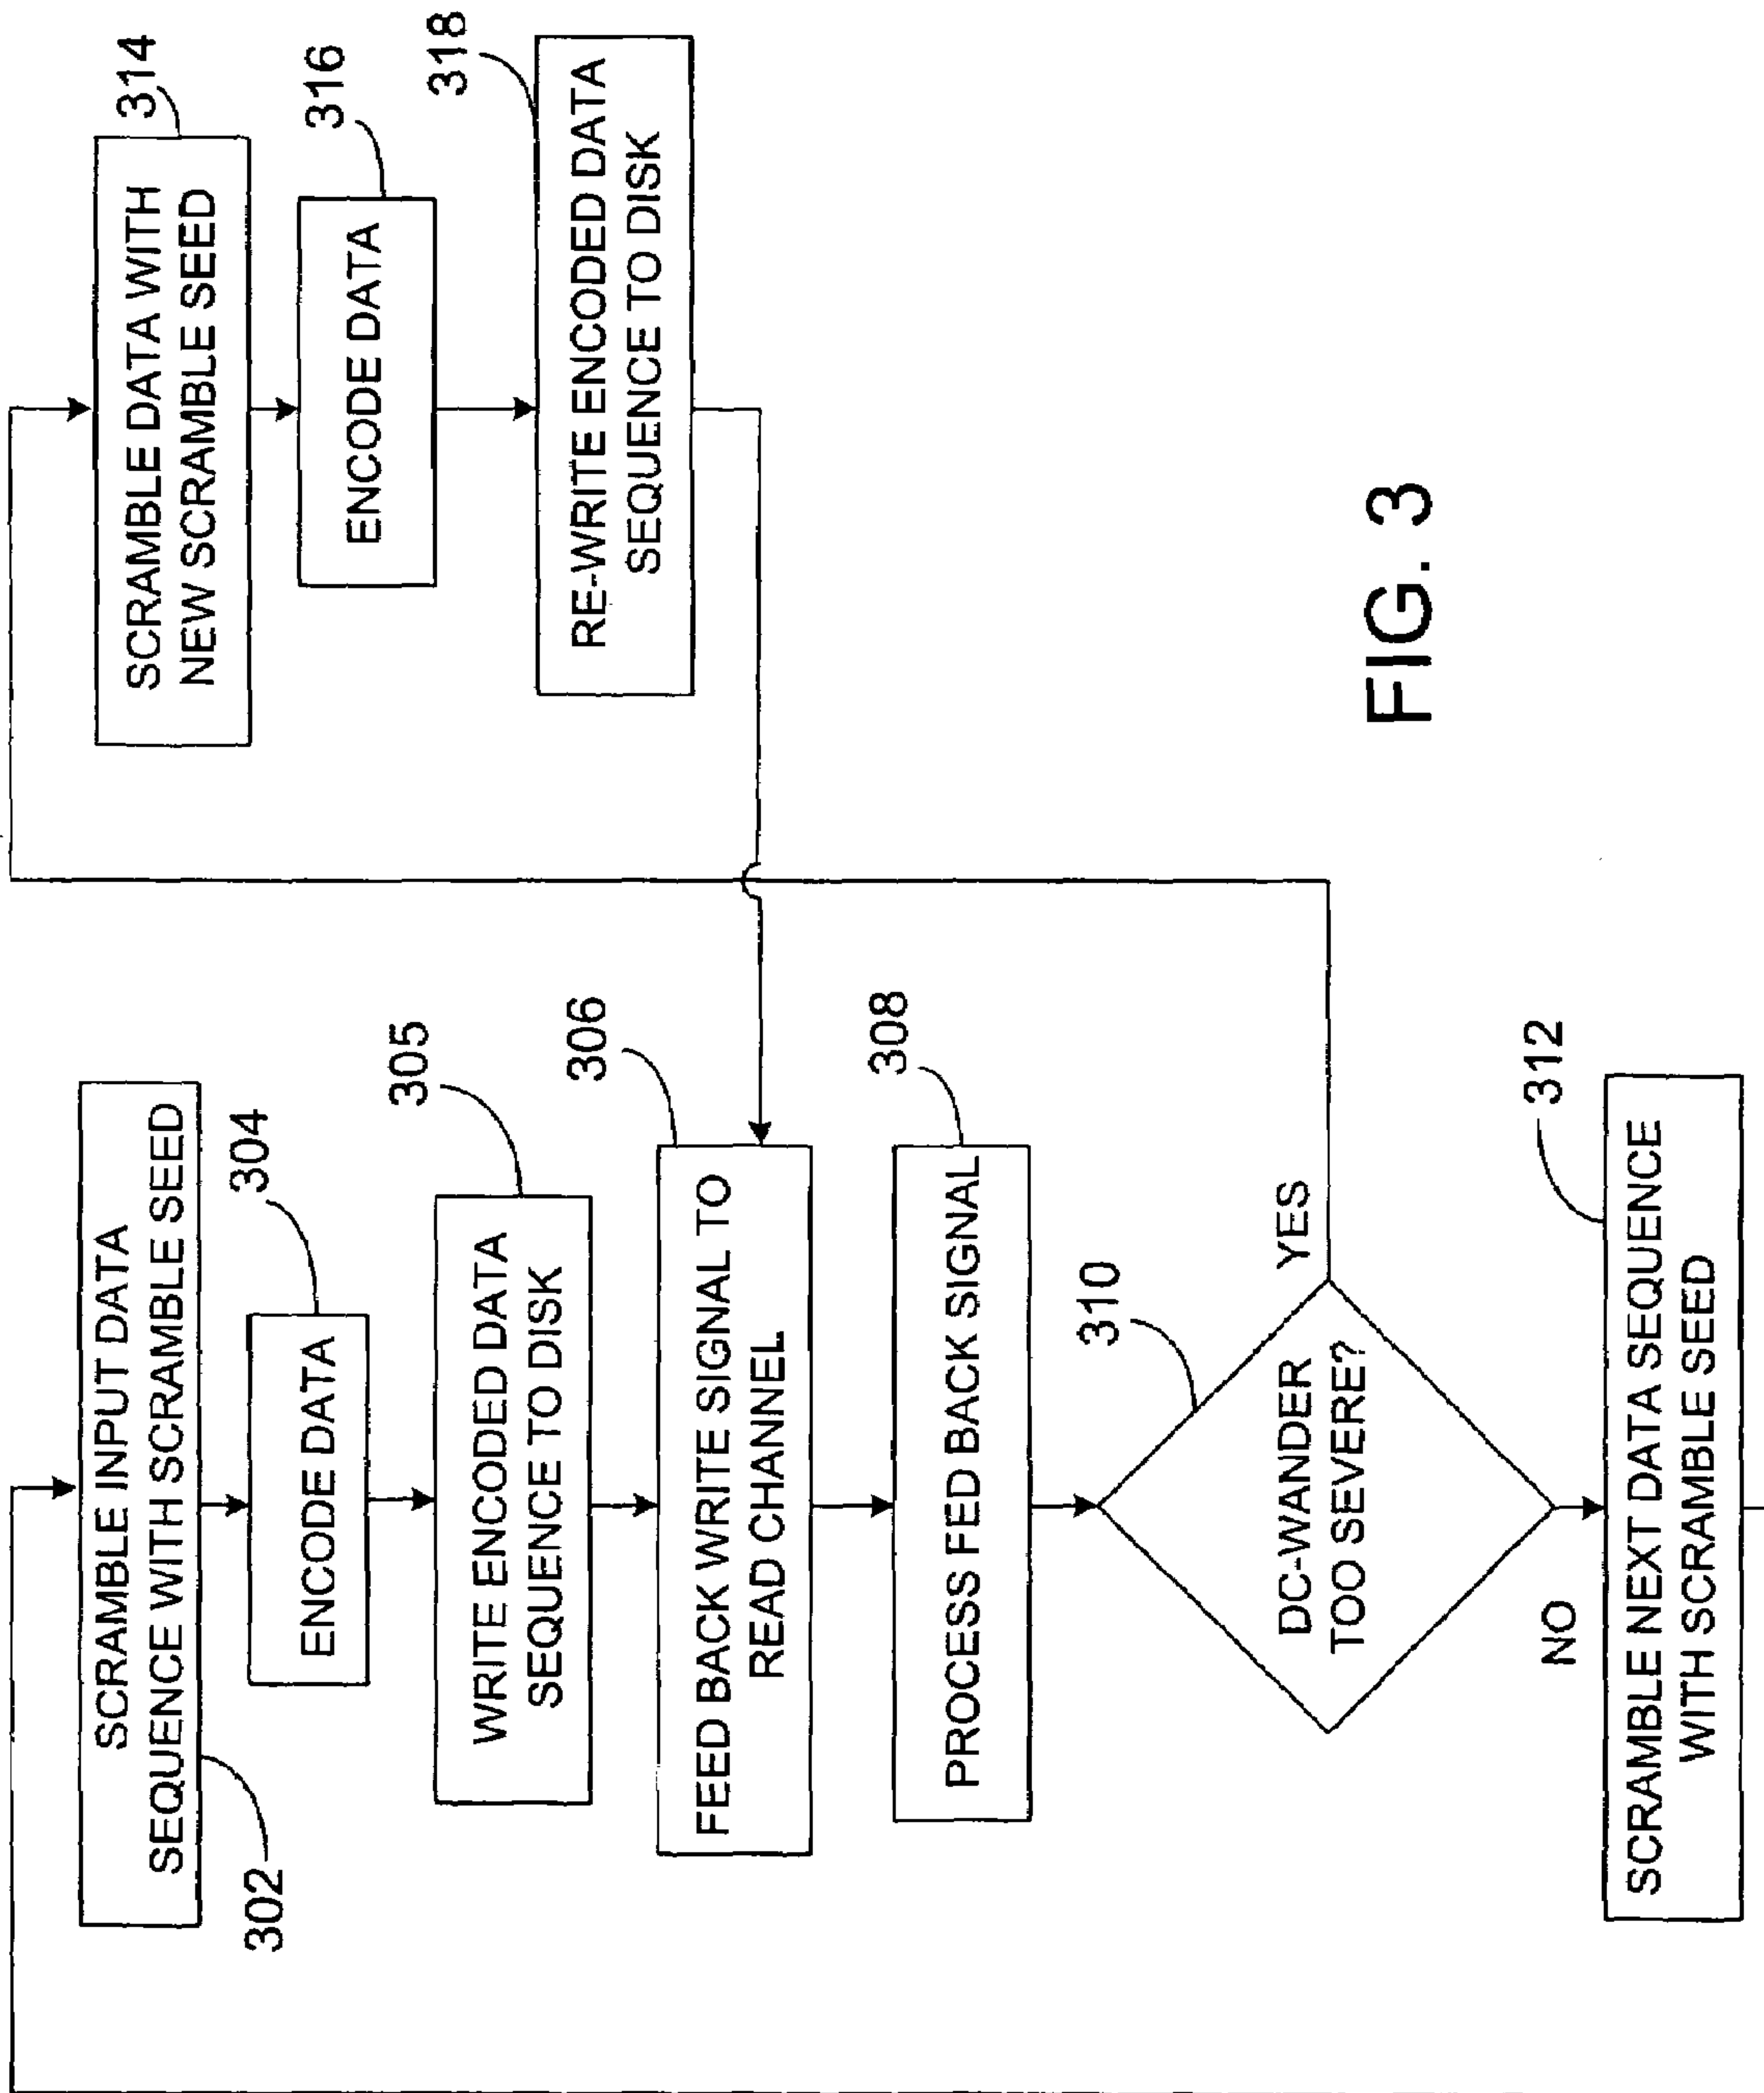 SCRAMBLE INPUT DATA
SEQUENCE WITH SCRAMBLE SEED
302
ENCODE DATA
304
WRITE ENCODED DATA
SEQUENCE TO DISK
305
FEED BACK WRITE SIGNAL TO
READ CHANNEL
306
PROCESS FED BACK SIGNAL
308
DC-WANDER
TOO SEVERE?
310
YES
NO
SCRAMBLE NEXT DATA SEQUENCE
WITH SCRAMBLE SEED
312
SCRAMBLE DATA WITH
NEW SCRAMBLE SEED
314
ENCODE DATA
316
RE-WRITE ENCODED DATA
SEQUENCE TO DISK
318
FIG. 3